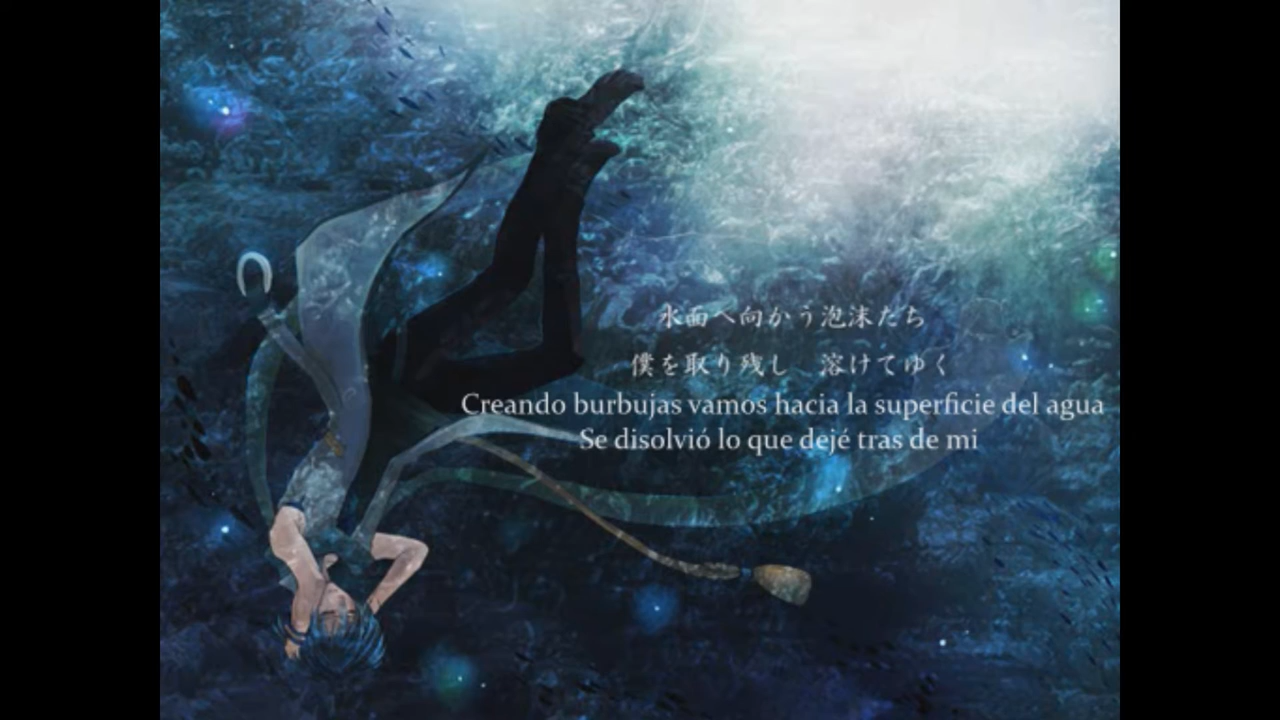 水面へ向かう泡沫たち
僕を取り残し　溶けてゆく
Creando burbujas vamos hacia la superficie del agua
Se disolvió lo que dejé tras de mi